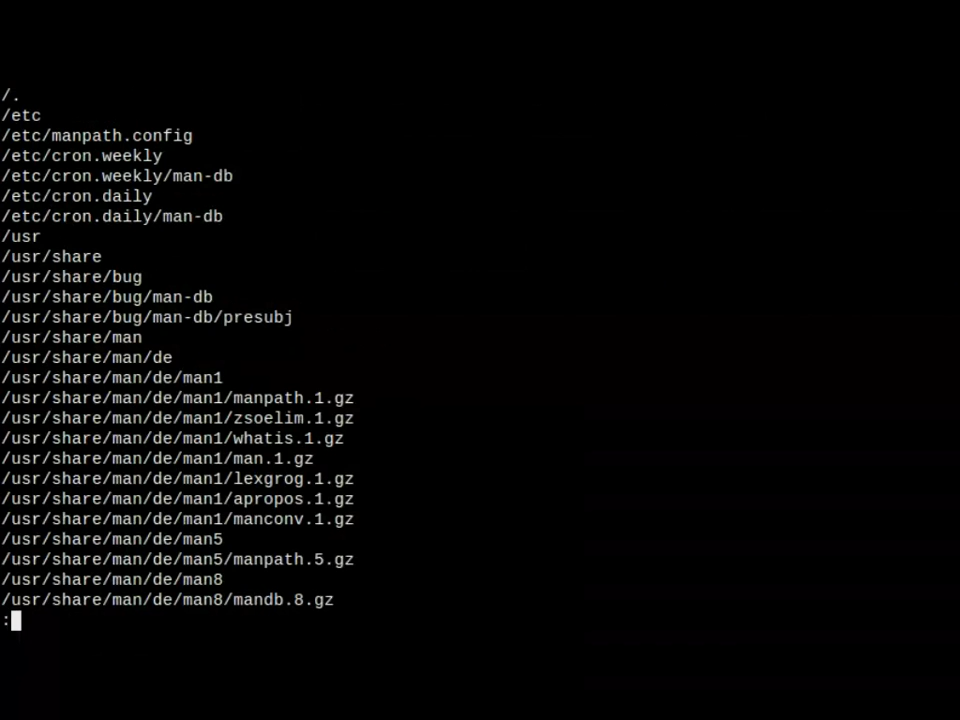 /.
/etc
/etc/manpath.config
/etc/cron.weekly
/etc/cron.weekly/man-db
/etc/cron.daily
/etc/cron.daily/man-db
/usr
/usr/share
/usr/share/bug
/usr/share/bug/man-db
/usr/share/bug/man-db/presubj
/usr/share/man
/usr/share/man/de
/usr/share/man/de/man1
/usr/share/man/de/man1/manpath.1.gz
/usr/share/man/de/man1/zsoelim.1.gz
/usr/share/man/de/man1/whatis.1.gz
/usr/share/man/de/man1/man.1.gz
/usr/share/man/de/man1/lexgrog.1.gz
/usr/share/man/de/man1/apropos.1.gz
/usr/share/man/de/man1/manconv.1.gz
/usr/share/man/de/man5
/usr/share/man/de/man5/manpath.5.gz
/usr/share/man/de/man8
/usr/share/man/de/man8/mandb.8.gz
: